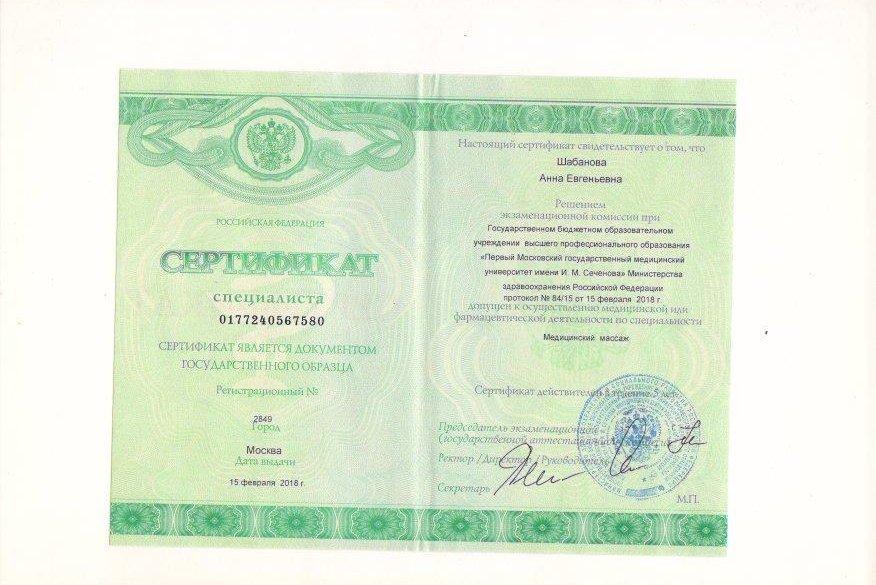 РОССИЙСКАЯ ФЕДЕРАЦИЯ
СЕРТИФИКАТ
специалиста
0177240567580
СЕРТИФИКАТ ЯВЛЯЕТСЯ ДОКУМЕНТОМ
ГОСУДАРСТВЕННОГО ОБРАЗЦА
Регистрационный №
2849
Город
Москва
Дата выдачи
15 февраля 2018 г.
Настоящий сертификат свидетельствует о том, что
Шабанова
Анна Евгеньевна
Решением
экзаменационной комиссии при
Государственном бюджетном образовательном
учреждении высшего профессионального образования
«Первый Московский государственный медицинский
университет имени И. М. Сеченова» Министерства
здравоохранения Российской Федерации
протокол № 84/15 от 15 февраля 2018 г.
допущен к осуществлению медицинской или
фармацевтической деятельности по специальности
Медицинский массаж
Сертификат действителен в течение 5 лет.
Председатель экзаменационной
(государственной аттестационной) комиссии
Ректор /Директор /Руководитель
Секретарь
М.П.